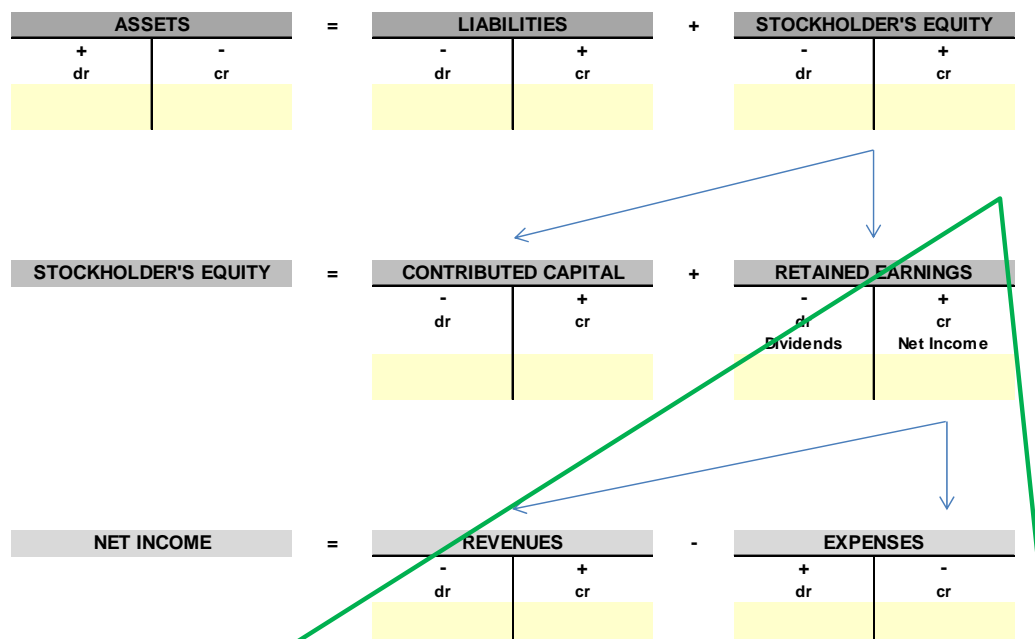 ASSETS = LIABILITIES + STOCKHOLDER'S EQUITY
+ - - + - +
dr cr dr cr dr cr
STOCKHOLDER'S EQUITY = CONTRIBUTED CAPITAL + RETAINED EARNINGS
- + - +
dr cr dr cr
Dividends Net Income
NET INCOME = REVENUES - EXPENSES
- + + -
dr cr dr cr